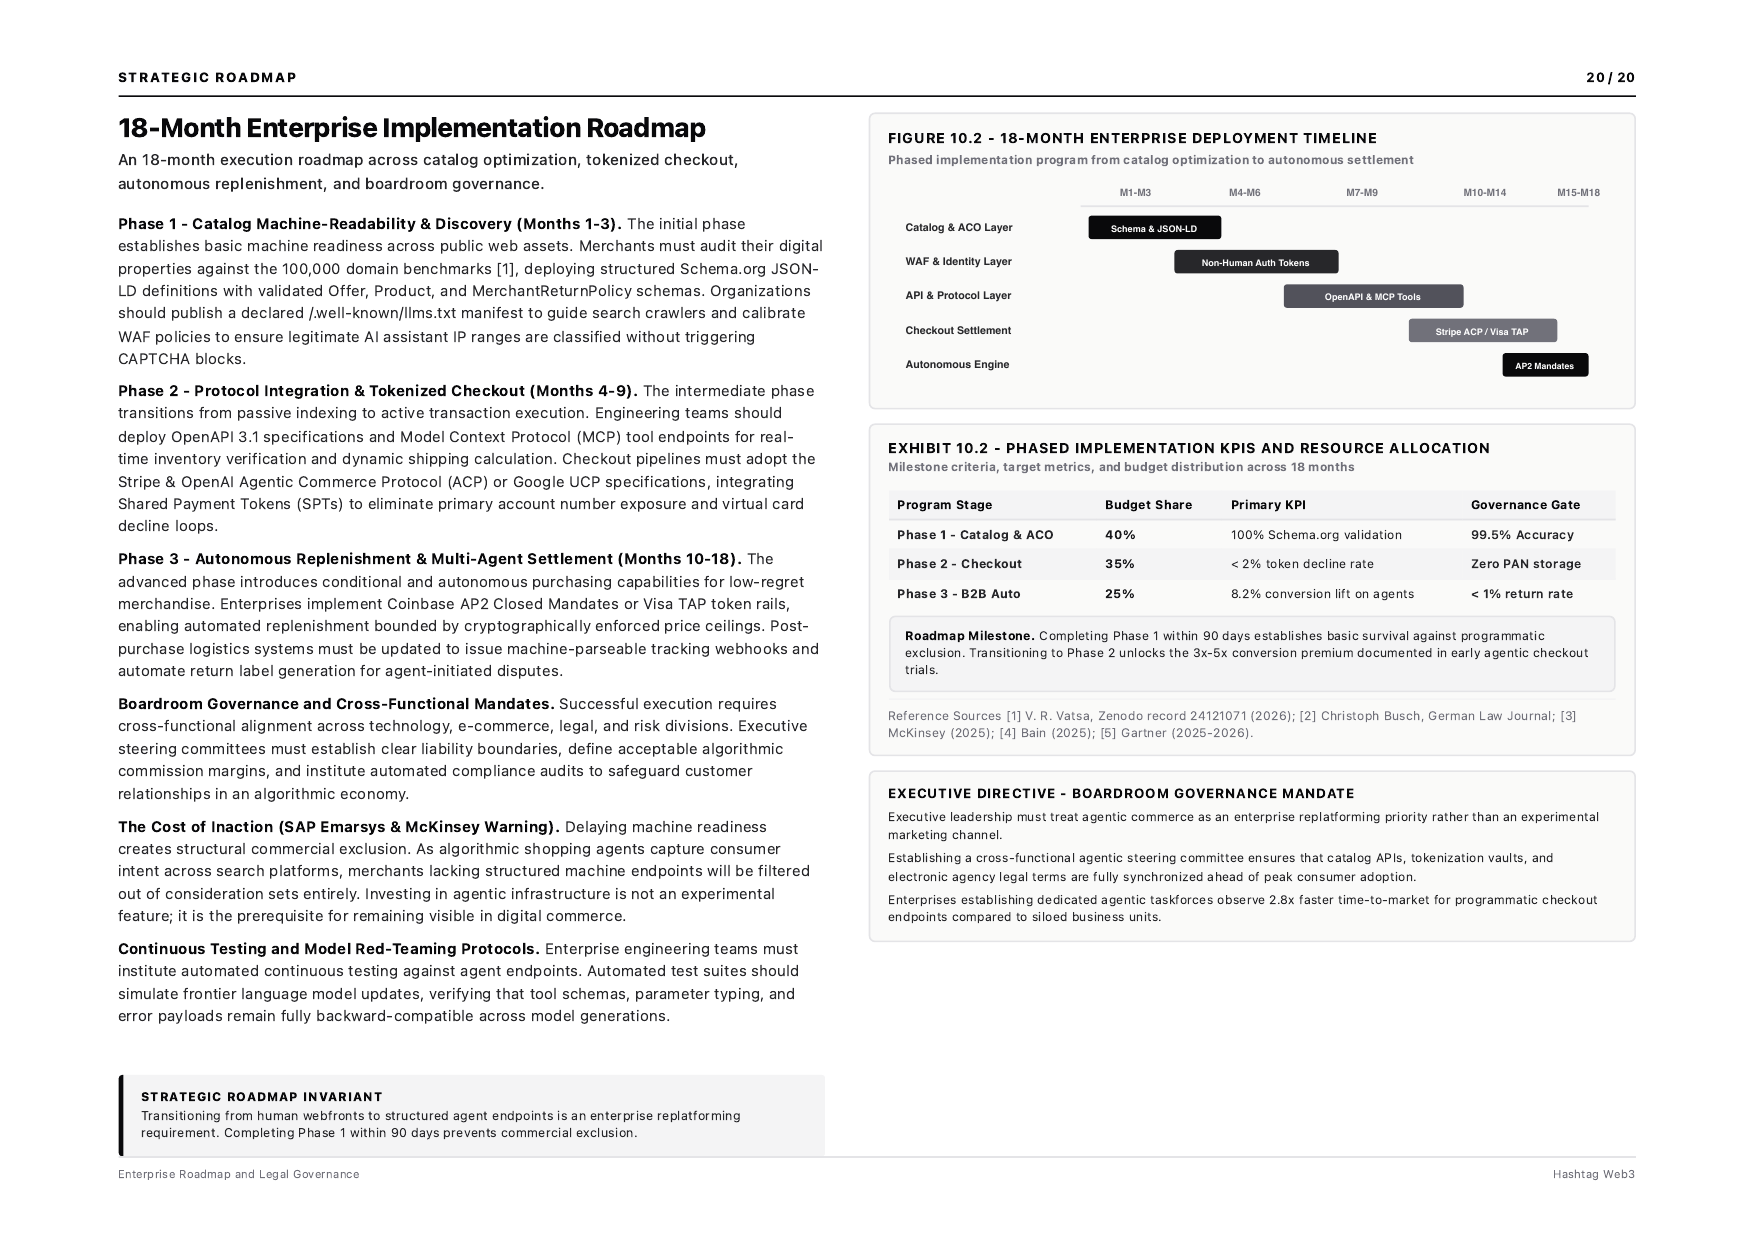 STRATEGIC ROADMAP
20 / 20
18-Month Enterprise Implementation Roadmap
An 18-month execution roadmap across catalog optimization, tokenized checkout,
autonomous replenishment, and boardroom governance.
Phase 1 - Catalog Machine-Readability & Discovery (Months 1-3). The initial phase
establishes basic machine readiness across public web assets. Merchants must audit their digital
properties against the 100,000 domain benchmarks [1], deploying structured Schema.org JSON-
LD definitions with validated Offer, Product, and MerchantReturnPolicy schemas. Organizations
should publish a declared /.well-known/llms.txt manifest to guide search crawlers and calibrate
WAF policies to ensure legitimate AI assistant IP ranges are classified without triggering
CAPTCHA blocks.
Phase 2 - Protocol Integration & Tokenized Checkout (Months 4-9). The intermediate phase
transitions from passive indexing to active transaction execution. Engineering teams should
deploy OpenAPI 3.1 specifications and Model Context Protocol (MCP) tool endpoints for real-
time inventory verification and dynamic shipping calculation. Checkout pipelines must adopt the
Stripe & OpenAI Agentic Commerce Protocol (ACP) or Google UCP specifications, integrating
Shared Payment Tokens (SPTs) to eliminate primary account number exposure and virtual card
decline loops.
Phase 3 - Autonomous Replenishment & Multi-Agent Settlement (Months 10-18). The
advanced phase introduces conditional and autonomous purchasing capabilities for low-regret
merchandise. Enterprises implement Coinbase AP2 Closed Mandates or Visa TAP token rails,
enabling automated replenishment bounded by cryptographically enforced price ceilings. Post-
purchase logistics systems must be updated to issue machine-parseable tracking webhooks and
automate return label generation for agent-initiated disputes.
Boardroom Governance and Cross-Functional Mandates. Successful execution requires
cross-functional alignment across technology, e-commerce, legal, and risk divisions. Executive
steering committees must establish clear liability boundaries, define acceptable algorithmic
commission margins, and institute automated compliance audits to safeguard customer
relationships in an algorithmic economy.
The Cost of Inaction (SAP Emarsys & McKinsey Warning). Delaying machine readiness
creates structural commercial exclusion. As algorithmic shopping agents capture consumer
intent across search platforms, merchants lacking structured machine endpoints will be filtered
out of consideration sets entirely. Investing in agentic infrastructure is not an experimental
feature; it is the prerequisite for remaining visible in digital commerce.
Continuous Testing and Model Red-Teaming Protocols. Enterprise engineering teams must
institute automated continuous testing against agent endpoints. Automated test suites should
simulate frontier language model updates, verifying that tool schemas, parameter typing, and
error payloads remain fully backward-compatible across model generations.
STRATEGIC ROADMAP INVARIANT
Transitioning from human webfronts to structured agent endpoints is an enterprise replatforming
requirement. Completing Phase 1 within 90 days prevents commercial exclusion.
FIGURE 10.2 - 18-MONTH ENTERPRISE DEPLOYMENT TIMELINE
Phased implementation program from catalog optimization to autonomous settlement
M1-M3 M4-M6 M7-M9 M10-M14 M15-M18
Catalog & ACO Layer Schema & JSON-LD
WAF & Identity Layer Non-Human Auth Tokens
API & Protocol Layer OpenAPI & MCP Tools
Checkout Settlement Stripe ACP / Visa TAP
Autonomous Engine AP2 Mandates
EXHIBIT 10.2 - PHASED IMPLEMENTATION KPIS AND RESOURCE ALLOCATION
Milestone criteria, target metrics, and budget distribution across 18 months
Program Stage Budget Share Primary KPI Governance Gate
Phase 1 - Catalog & ACO 40% 100% Schema.org validation 99.5% Accuracy
Phase 2 - Checkout 35% < 2% token decline rate Zero PAN storage
Phase 3 - B2B Auto 25% 8.2% conversion lift on agents < 1% return rate
Roadmap Milestone. Completing Phase 1 within 90 days establishes basic survival against programmatic
exclusion. Transitioning to Phase 2 unlocks the 3x-5x conversion premium documented in early agentic checkout
trials.
Reference Sources [1] V. R. Vatsa, Zenodo record 24121071 (2026); [2] Christoph Busch, German Law Journal; [3]
McKinsey (2025); [4] Bain (2025); [5] Gartner (2025-2026).
EXECUTIVE DIRECTIVE - BOARDROOM GOVERNANCE MANDATE
Executive leadership must treat agentic commerce as an enterprise replatforming priority rather than an experimental
marketing channel.
Establishing a cross-functional agentic steering committee ensures that catalog APIs, tokenization vaults, and
electronic agency legal terms are fully synchronized ahead of peak consumer adoption.
Enterprises establishing dedicated agentic taskforces observe 2.8x faster time-to-market for programmatic checkout
endpoints compared to siloed business units.
Enterprise Roadmap and Legal Governance
Hashtag Web3